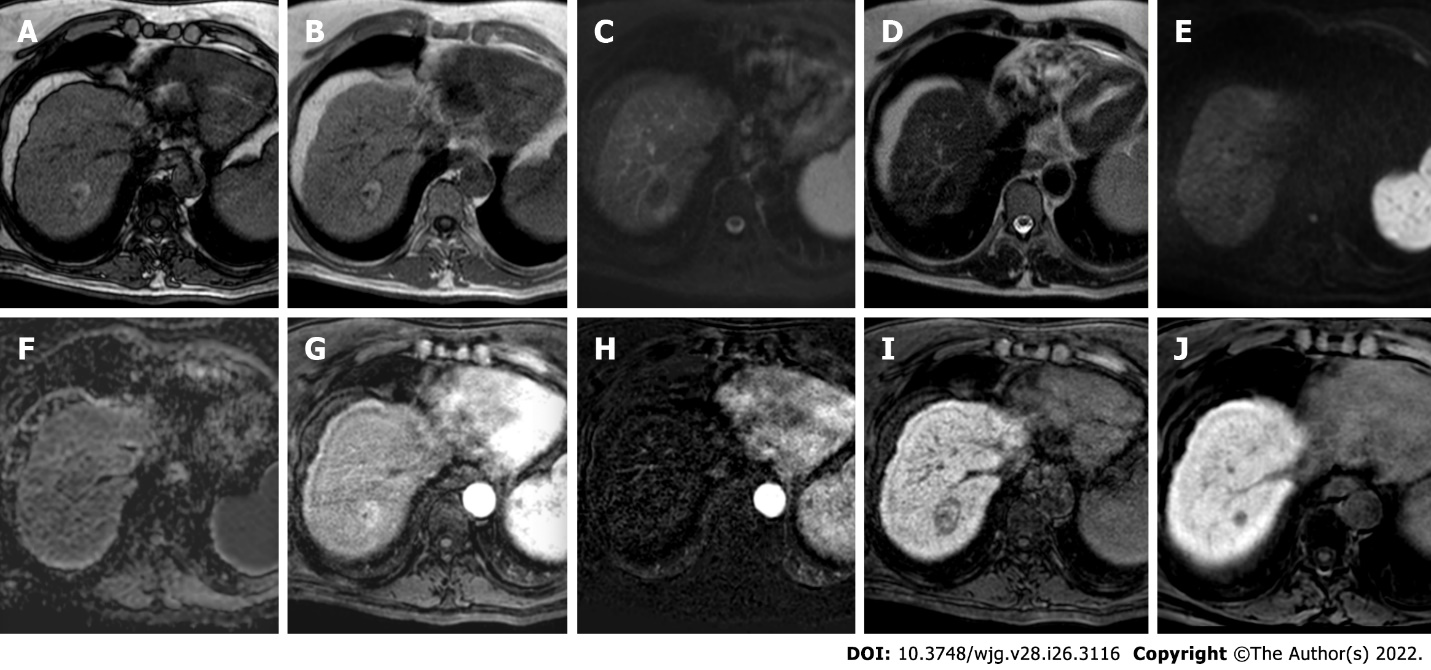 A
B
C
D
E
F
G
H
I
J
DOI: 10.3748/wjg.v28.i26.3116 Copyright ©The Author(s) 2022.